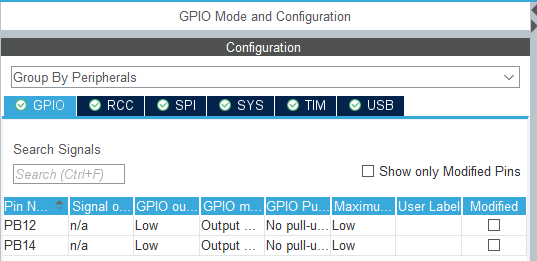 GPIO Mode and Configuration
Configuration
Group By Peripherals
GPIO RCC SPI SYS TIM USB
Search Signals
Search (Ctrl+F)
Show only Modified Pins
Pin N... Signal o... GPIO ou... GPIO m... GPIO Pu... Maximu... User Label Modified
PB12 n/a Low Output ... No pull-u... Low
PB14 n/a Low Output ... No pull-u... Low